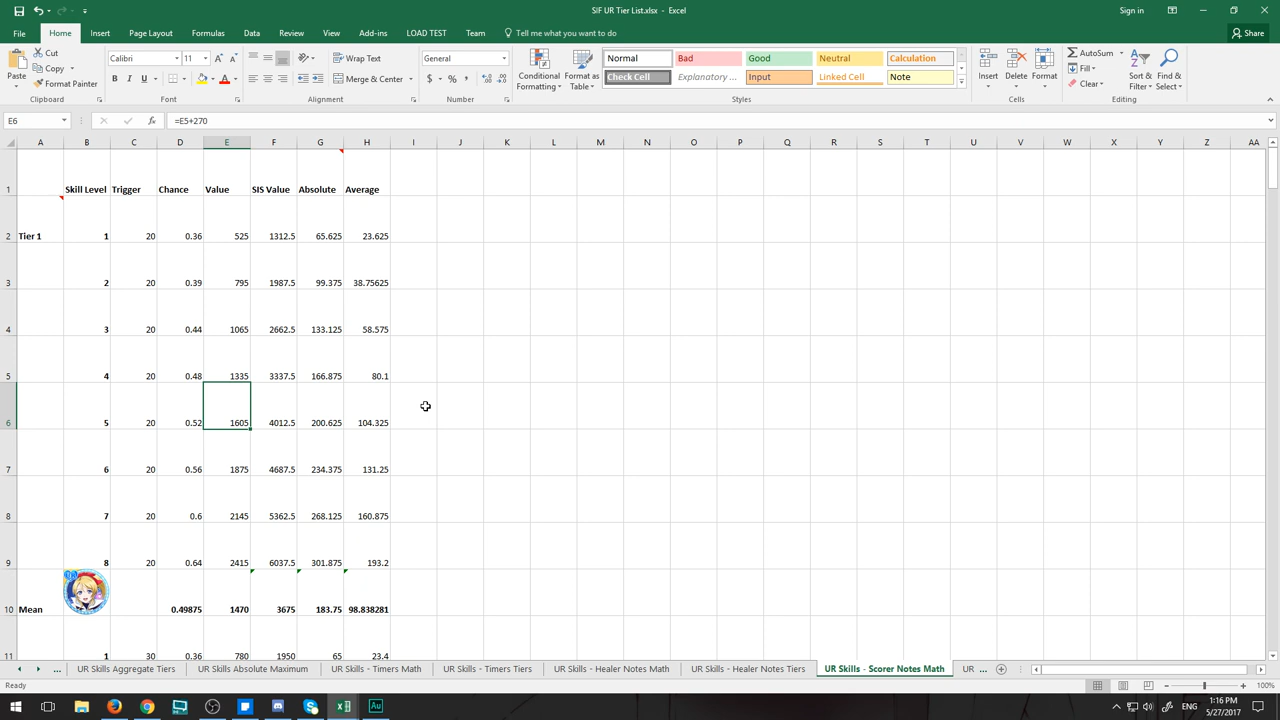 SIF UR Tier List.xlsx - Excel
Sign in
File Home Insert Page Layout Formulas Data Review View Add-ins LOAD TEST Team Tell me what you want to do Share
Paste
Cut
Copy
Format Painter
Clipboard
Calibri 11
B I U
Font
Wrap Text
Merge & Center
Alignment
General
$ % ,
Number
Conditional Formatting
Format as Table
Normal Bad Good Neutral Calculation
Check Cell Explanatory ... Input Linked Cell Note
Styles
Insert Delete Format
Cells
AutoSum
Fill
Clear
Sort & Filter
Find & Select
Editing
E6 fx =E5+270
A B C D E F G H I J K L M N O P Q R S T U V W X Y Z AA
1 Skill Level Trigger Chance Value SIS Value Absolute Average
2 Tier 1 1 20 0.36 525 1312.5 65.625 23.625
3 2 20 0.39 795 1987.5 99.375 38.75625
4 3 20 0.44 1065 2662.5 133.125 58.575
5 4 20 0.48 1335 3337.5 166.875 80.1
6 5 20 0.52 1605 4012.5 200.625 104.325
7 6 20 0.56 1875 4687.5 234.375 131.25
8 7 20 0.6 2145 5362.5 268.125 160.875
9 8 20 0.64 2415 6037.5 301.875 193.2
10 Mean 0.49875 1470 3675 183.75 98.838281
11 1 30 0.36 780 1950 65 23.4
... UR Skills Aggregate Tiers UR Skills Absolute Maximum UR Skills - Timers Math UR Skills - Timers Tiers UR Skills - Healer Notes Math UR Skills - Healer Notes Tiers UR Skills - Scorer Notes Math UR ...
Ready
100%
ENG
1:16 PM
5/27/2017